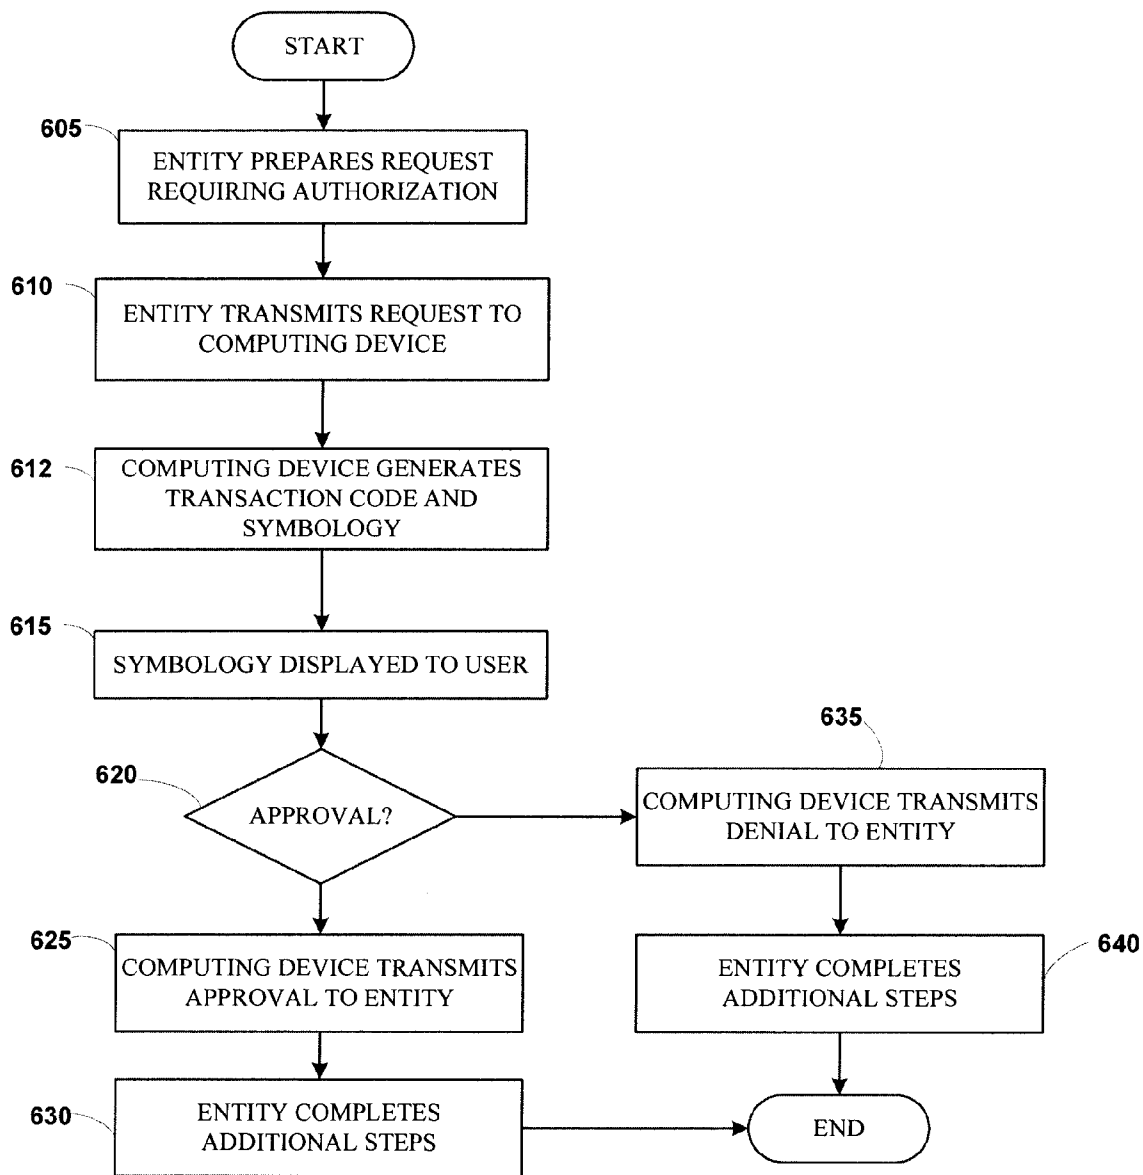 START
605
ENTITY PREPARES REQUEST
REQUIRING AUTHORIZATION
610
ENTITY TRANSMITS REQUEST TO
COMPUTING DEVICE
612
COMPUTING DEVICE GENERATES
TRANSACTION CODE AND
SYMBOLOGY
615
SYMBOLOGY DISPLAYED TO USER
620
APPROVAL?
635
COMPUTING DEVICE TRANSMITS
DENIAL TO ENTITY
625
COMPUTING DEVICE TRANSMITS
APPROVAL TO ENTITY
640
ENTITY COMPLETES
ADDITIONAL STEPS
630
ENTITY COMPLETES
ADDITIONAL STEPS
END